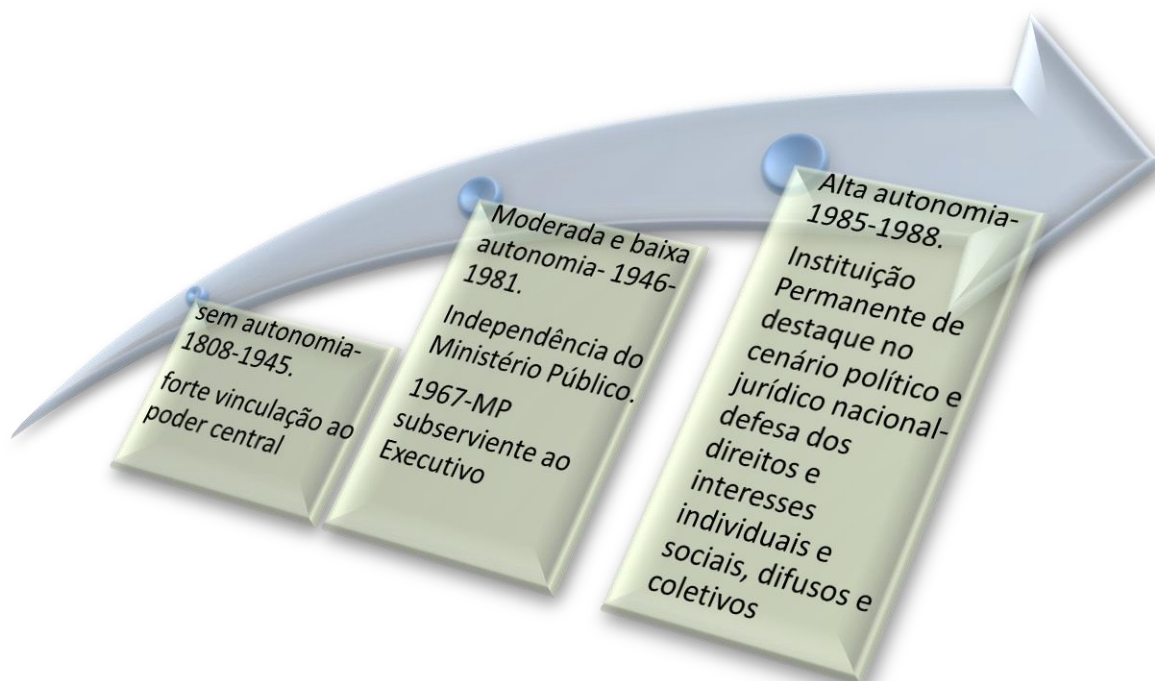 sem autonomia-
1808-1945.
forte vinculação ao
poder central
Moderada e baixa
autonomia- 1946-
1981.
Independência do
Ministério Público.
1967-MP
subserviente ao
Executivo
Alta autonomia-
1985-1988.
Instituição
Permanente de
destaque no
cenário político e
jurídico nacional-
defesa dos
direitos e
interesses
individuais e
sociais, difusos e
coletivos